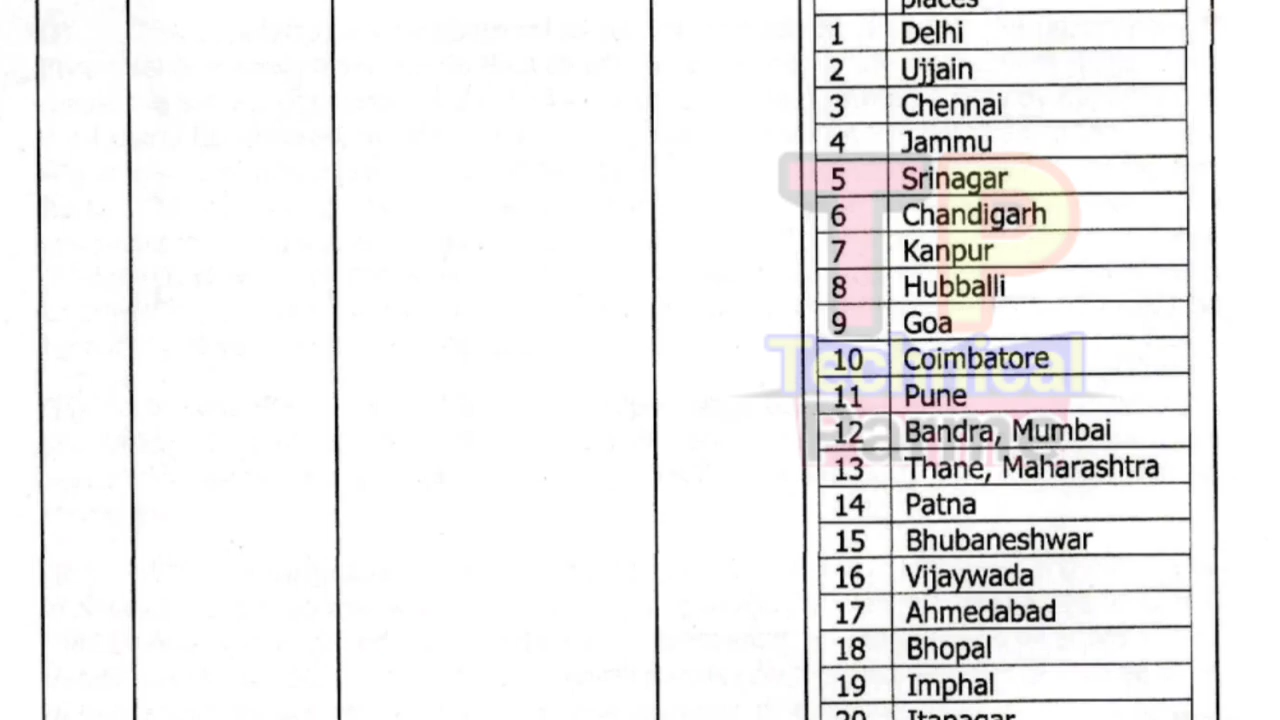 places
1 Delhi
2 Ujjain
3 Chennai
4 Jammu
5 Srinagar
6 Chandigarh
7 Kanpur
8 Hubballi
9 Goa
10 Coimbatore
11 Pune
12 Bandra, Mumbai
13 Thane, Maharashtra
14 Patna
15 Bhubaneshwar
16 Vijaywada
17 Ahmedabad
18 Bhopal
19 Imphal
20 Itanagar
TP
Technical
Parme